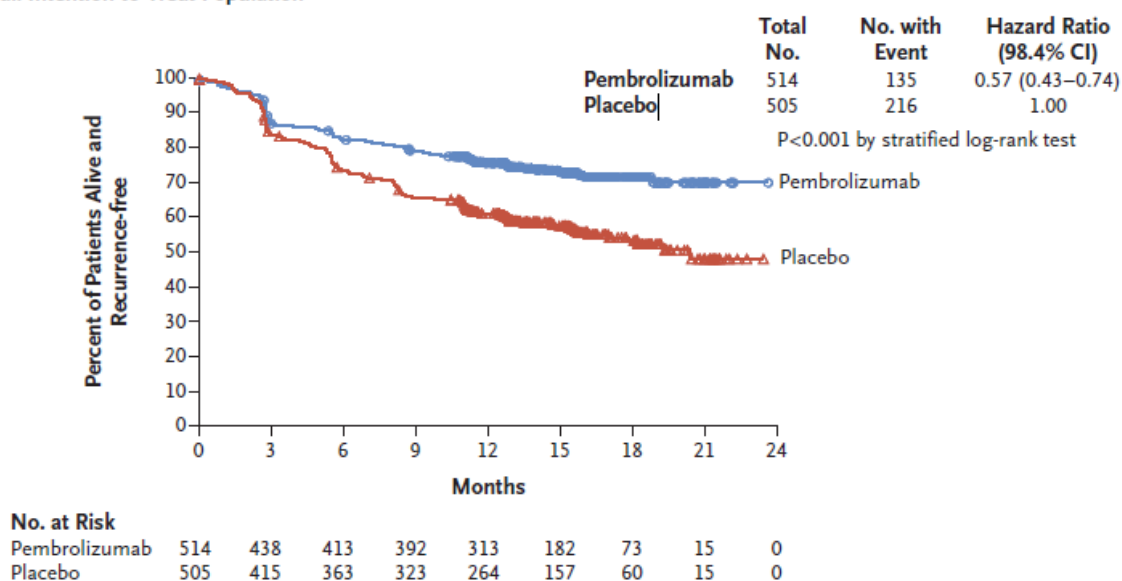 Total No. with Hazard Ratio
No. Event (98.4% CI)
Pembrolizumab 514 135 0.57 (0.43–0.74)
Placebo 505 216 1.00
P<0.001 by stratified log-rank test
Percent of Patients Alive and
Recurrence-free
100
90
80
70
60
50
40
30
20
10
0
Pembrolizumab
Placebo
0 3 6 9 12 15 18 21 24
Months
No. at Risk
Pembrolizumab 514 438 413 392 313 182 73 15 0
Placebo 505 415 363 323 264 157 60 15 0